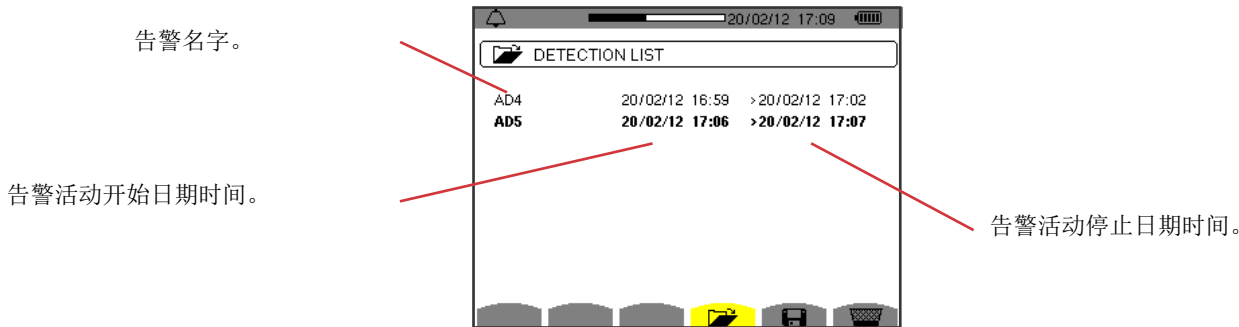 20/02/12 17:09
告警名字。
DETECTION LIST
AD4 20/02/12 16:59 >20/02/12 17:02
AD5 20/02/12 17:06 >20/02/12 17:07
告警活动开始日期时间。
告警活动停止日期时间。